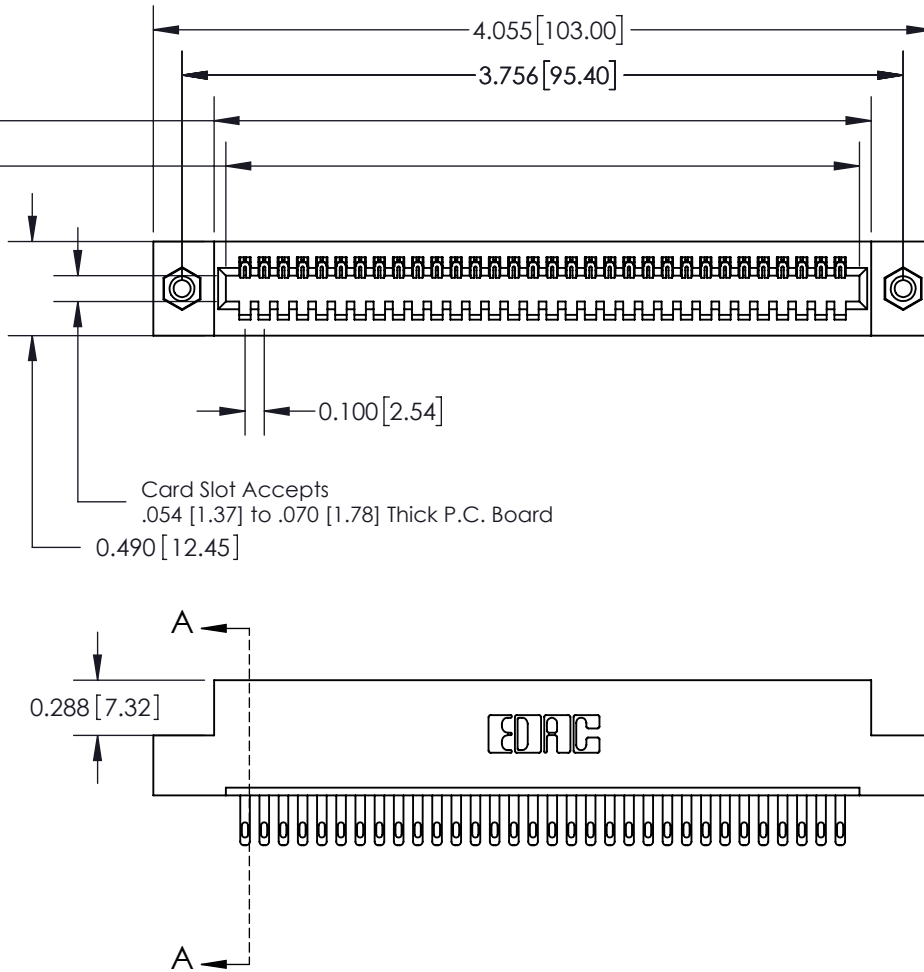 4.055[103.00]
3.756[95.40]
0.100[2.54]
Card Slot Accepts
.054 [1.37] to .070 [1.78] Thick P.C. Board
0.490[12.45]
A
0.288[7.32]
EDAC
A